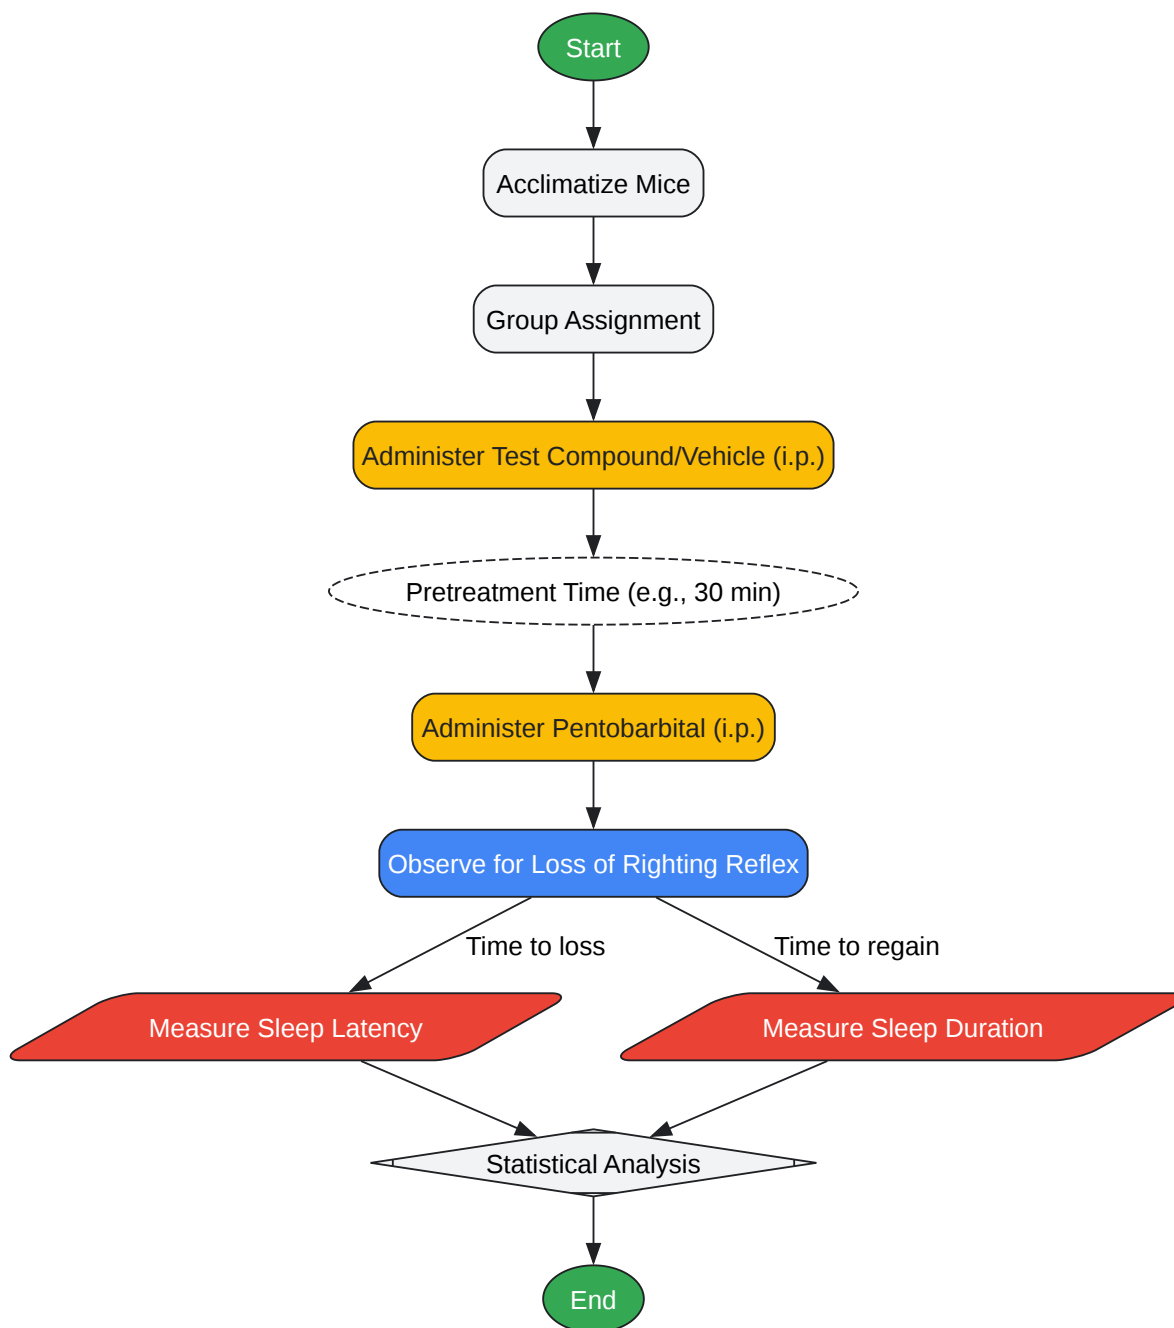 Start
Acclimatize Mice
Group Assignment
Administer Test Compound/Vehicle (i.p.)
Pretreatment Time (e.g., 30 min)
Administer Pentobarbital (i.p.)
Observe for Loss of Righting Reflex
Time to loss
Time to regain
Measure Sleep Latency
Measure Sleep Duration
Statistical Analysis
End